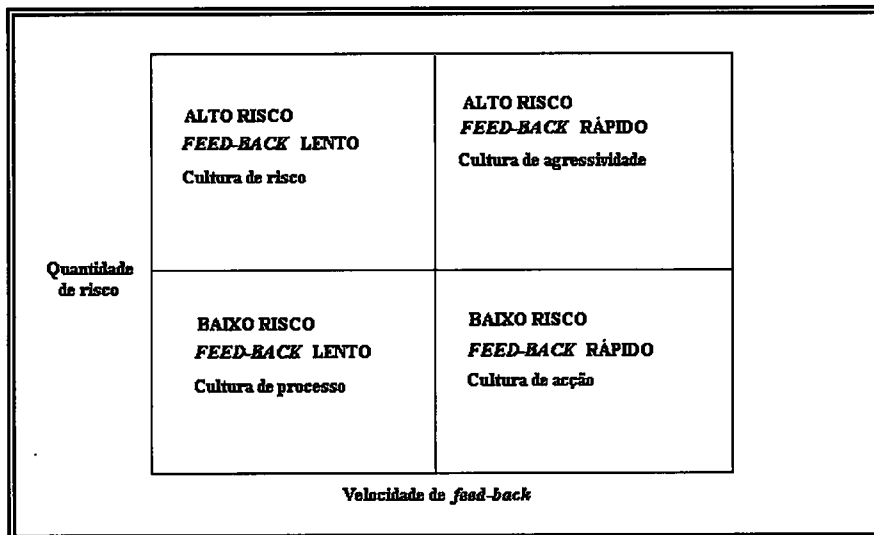 ALTO RISCO
FEED-BACK LENTO
Cultura de risco
ALTO RISCO
FEED-BACK RÁPIDO
Cultura de agressividade
Quantidade
de risco
BAIXO RISCO
FEED-BACK LENTO
Cultura de processo
BAIXO RISCO
FEED-BACK RÁPIDO
Cultura de acção
Velocidade de feed-back